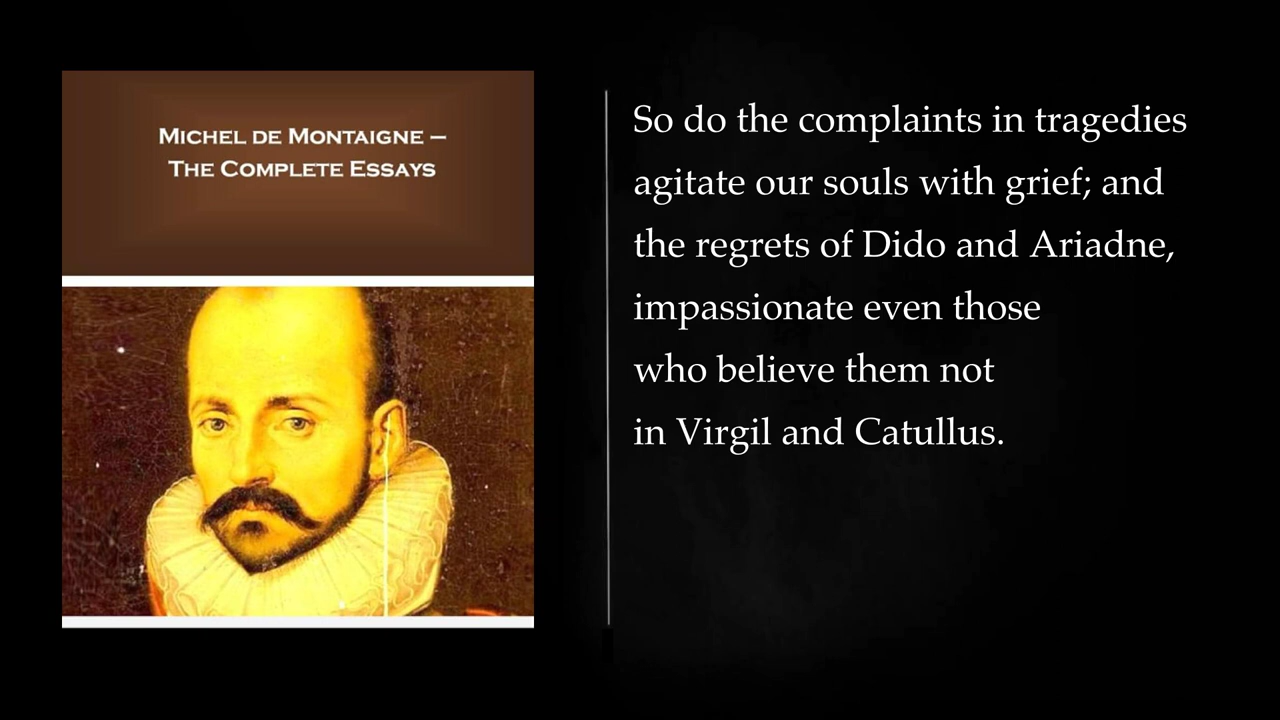 MICHEL DE MONTAIGNE –
THE COMPLETE ESSAYS
So do the complaints in tragedies
agitate our souls with grief; and
the regrets of Dido and Ariadne,
impassionate even those
who believe them not
in Virgil and Catullus.